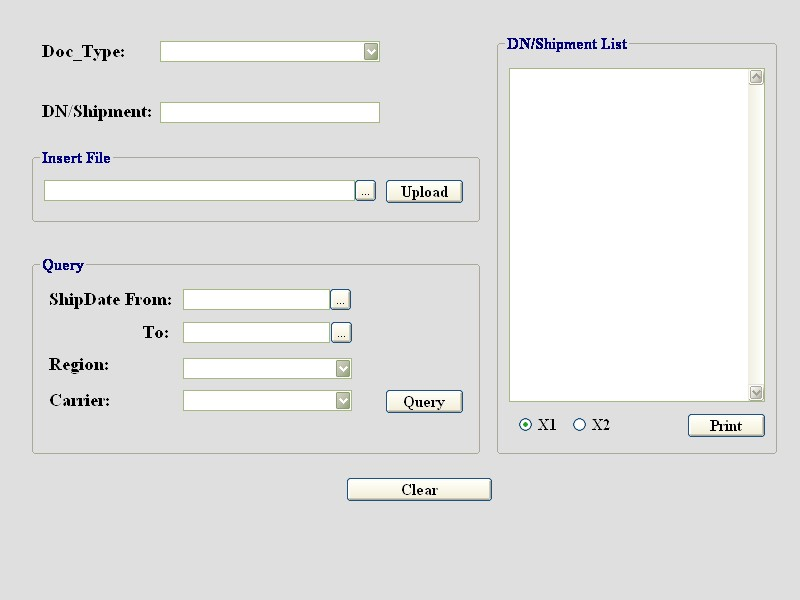 Doc_Type:
DN/Shipment:
Insert File
...
Upload
Query
ShipDate From:
...
To:
...
Region:
Carrier:
Query
DN/Shipment List
X1 X2
Print
Clear